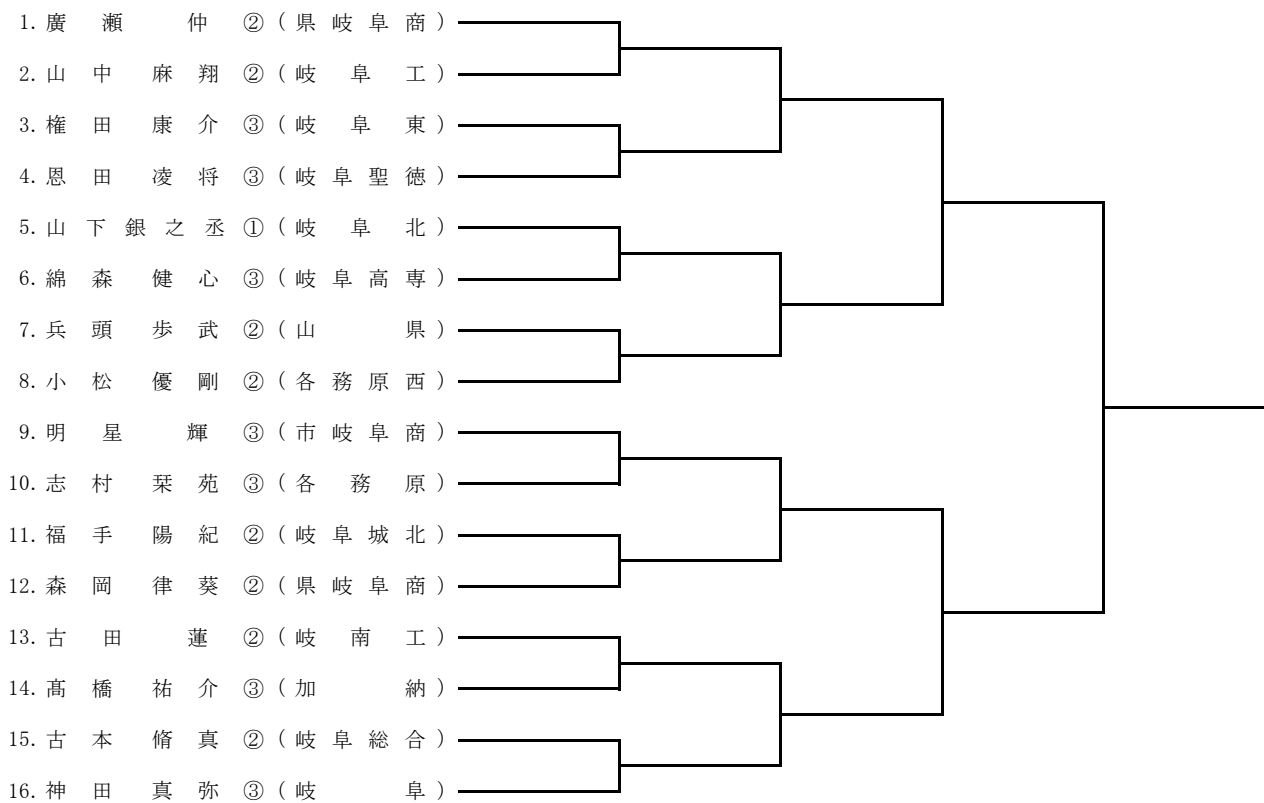 1. 廣瀬 仲 ② (県岐阜商)
2. 山中 麻翔 ② (岐阜工)
3. 権田 康介 ③ (岐阜東)
4. 恩田 凌将 ③ (岐阜聖徳)
5. 山下銀之丞 ① (岐阜北)
6. 綿森 健心 ③ (岐阜高専)
7. 兵頭 歩武 ② (山県)
8. 小松 優剛 ② (各務原西)
9. 明星 輝 ③ (市岐阜商)
10. 志村 栞苑 ③ (各務原)
11. 福手 陽紀 ② (岐阜城北)
12. 森岡 律葵 ② (県岐阜商)
13. 古田 蓮 ② (岐南工)
14. 髙橋 祐介 ③ (加納)
15. 古本 脩真 ② (岐阜総合)
16. 神田 真弥 ③ (岐阜)